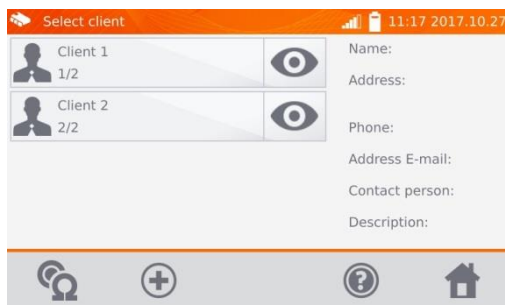 Select client
11:17 2017.10.27
Client 1
1/2
Client 2
2/2
Name:
Address:
Phone:
Address E-mail:
Contact person:
Description: